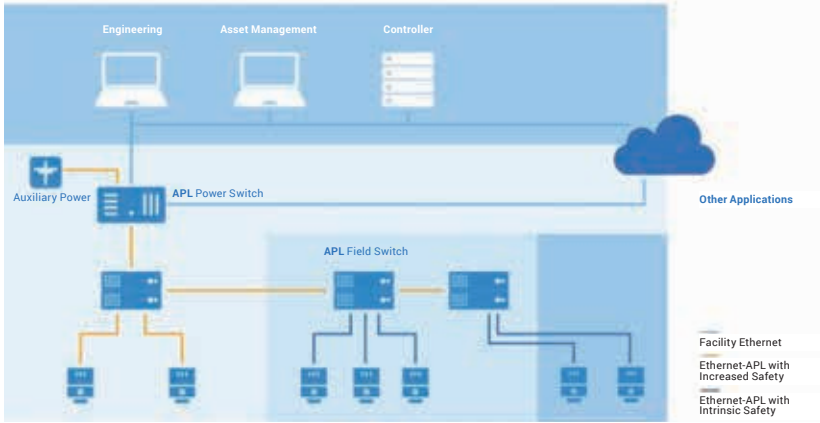 Engineering
Asset Management
Controller
Auxiliary Power
APL Power Switch
Other Applications
APL Field Switch
Facility Ethernet
Ethernet-APL with
Increased Safety
Ethernet-APL with
Intrinsic Safety